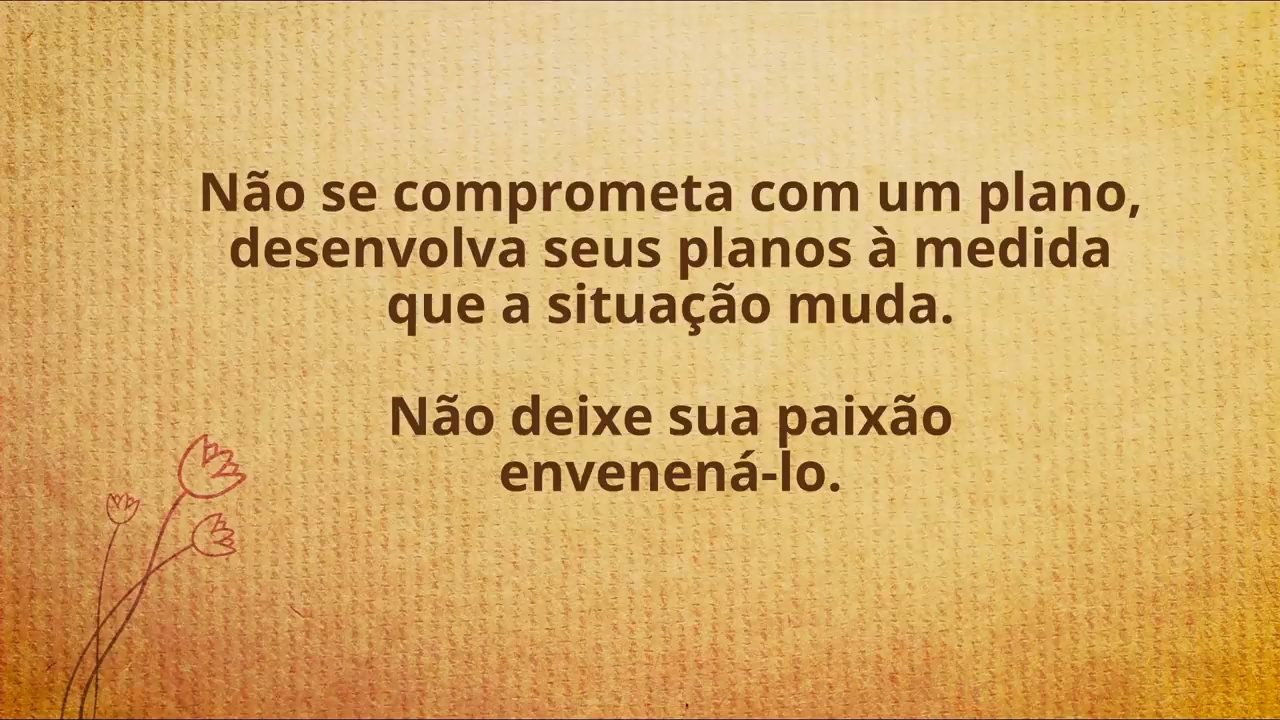 Não se comprometa com um plano,
desenvolva seus planos à medida
que a situação muda.
Não deixe sua paixão
envenená-lo.